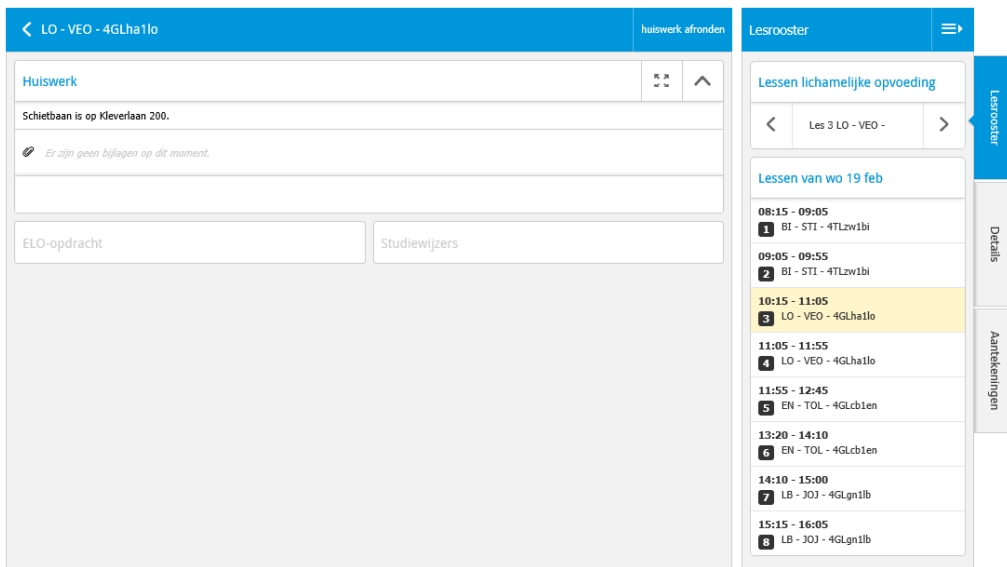 LO - VEO - 4GLha1lo
huiswerk afronden
Huiswerk
Schietbaan is op Kleverlaan 200.
Er zijn geen bijlagen op dit moment.
ELO-opdracht
Studiewijzers
Lesrooster
Lessen lichamelijke opvoeding
Les 3 LO - VEO -
Lessen van wo 19 feb
08:15 - 09:05
1 BI - STI - 4TLzw1bi
09:05 - 09:55
2 BI - STI - 4TLzw1bi
10:15 - 11:05
3 LO - VEO - 4GLha1lo
11:05 - 11:55
4 LO - VEO - 4GLha1lo
11:55 - 12:45
5 EN - TOL - 4GLcb1en
13:20 - 14:10
6 EN - TOL - 4GLcb1en
14:10 - 15:00
7 LB - JOJ - 4GLgn1lb
15:15 - 16:05
8 LB - JOJ - 4GLgn1lb
Lesrooster
Details
Aantekeningen